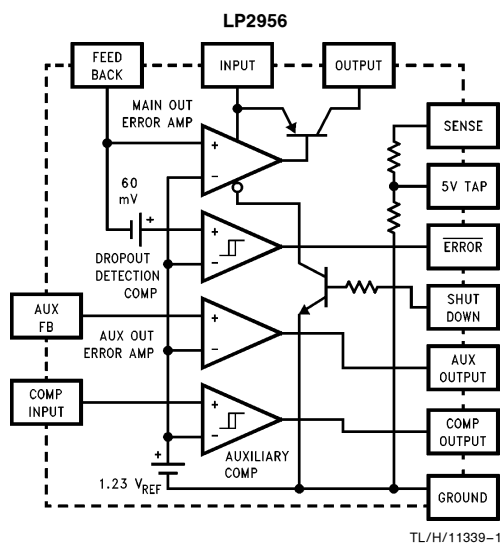 LP2956
FEED
BACK
INPUT
OUTPUT
MAIN OUT
ERROR AMP
SENSE
+
−
60
mV
+
5V TAP
+
−
ERROR
DROPOUT
DETECTION
COMP
AUX
FB
SHUT
DOWN
+
−
AUX OUT
ERROR AMP
AUX
OUTPUT
COMP
INPUT
+
−
COMP
OUTPUT
+
AUXILIARY
COMP
1.23 VREF
GROUND
TL/H/11339–1